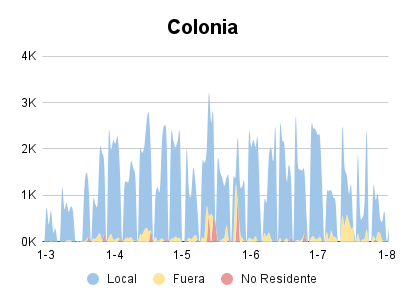 Colonia
4K
3K
2K
1K
0K
1-3 1-4 1-5 1-6 1-7 1-8
Local Fuera No Residente